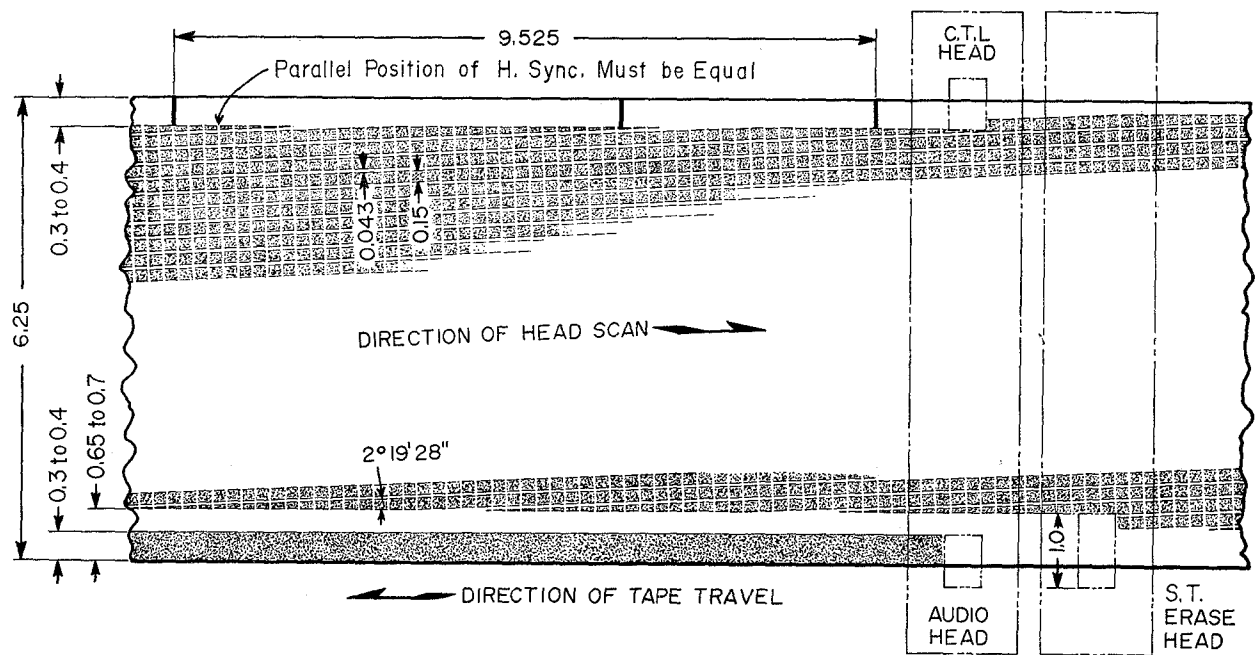 9.525
C.T.L
HEAD
Parallel Position of H. Sync. Must be Equal
0.3 to 0.4
0.043
0.15
6.25
DIRECTION OF HEAD SCAN
0.3 to 0.4
0.65 to 0.7
2°19'28"
1.0
DIRECTION OF TAPE TRAVEL
AUDIO
HEAD
S.T.
ERASE
HEAD